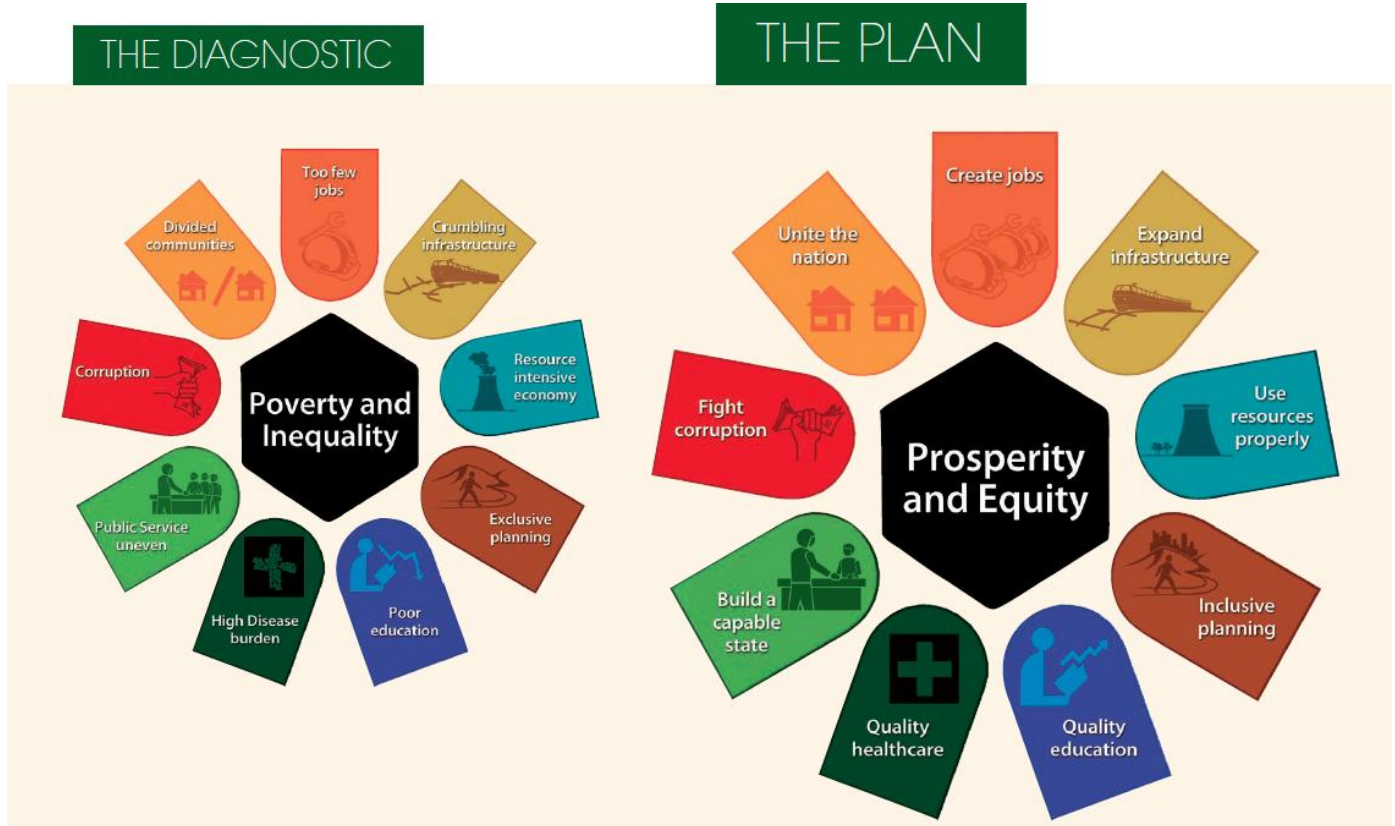 THE DIAGNOSTIC
Too few
jobs
Crumbling
infrastructure
Resource
intensive
economy
Exclusive
planning
Poor
education
High Disease
burden
Public Service
uneven
Corruption
Divided
communities
Poverty and
Inequality
THE PLAN
Create jobs
Expand
infrastructure
Use
resources
properly
Inclusive
planning
Quality
education
Quality
healthcare
Build a
capable
state
Fight
corruption
Unite the
nation
Prosperity
and Equity